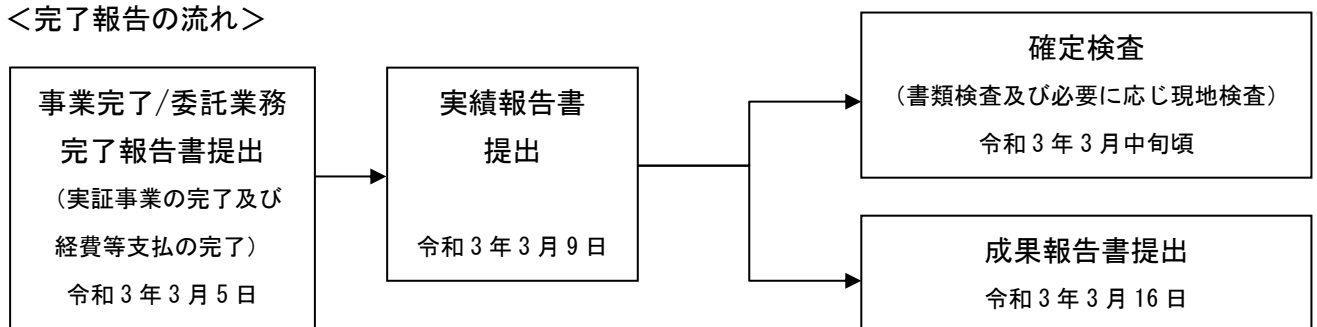 ＜完了報告の流れ＞
事業完了/委託業務
完了報告書提出
（実証事業の完了及び
経費等支払の完了）
令和３年３月５日
実績報告書
提出
令和３年３月９日
確定検査
（書類検査及び必要に応じ現地検査）
令和３年３月中旬頃
成果報告書提出
令和３年３月16日